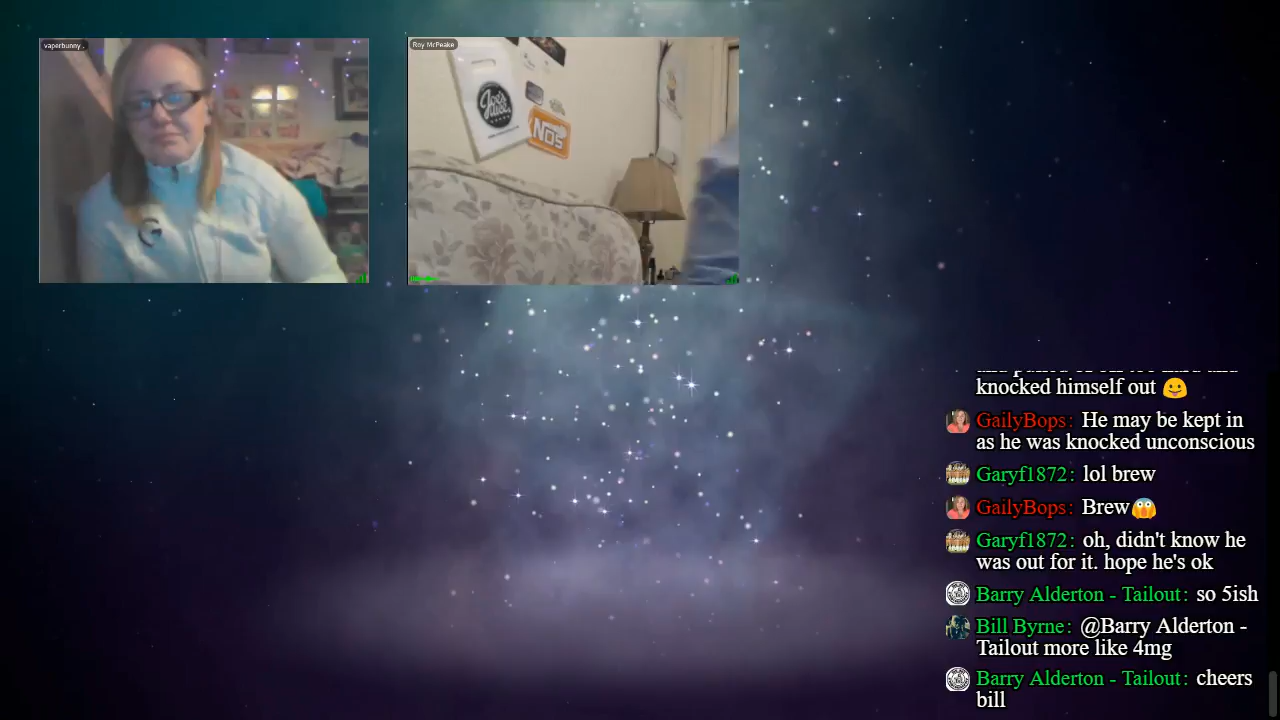 vaperbunny .
Roy McPeake
Joe's
Juice
NOS
knocked himself out
GailyBops: He may be kept in
as he was knocked unconscious
Garyf1872: lol brew
GailyBops: Brew😱
Garyf1872: oh, didn't know he
was out for it. hope he's ok
Barry Alderton - Tailout: so 5ish
Bill Byrne: @Barry Alderton -
Tailout more like 4mg
Barry Alderton - Tailout: cheers
bill